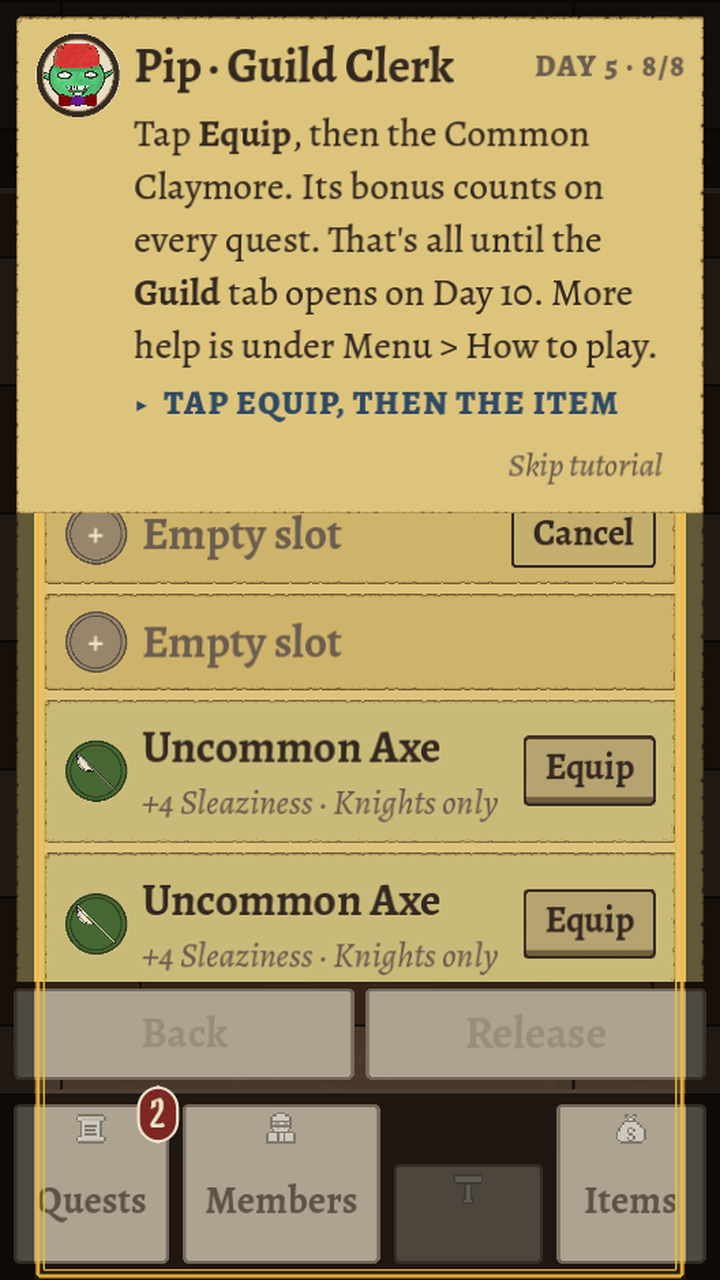 Pip · Guild Clerk
DAY 5 · 8/8
Tap Equip, then the Common
Claymore. Its bonus counts on
every quest. That's all until the
Guild tab opens on Day 10. More
help is under Menu > How to play.
▸ TAP EQUIP, THEN THE ITEM
Skip tutorial
+ Empty slot
Cancel
+ Empty slot
Uncommon Axe
+4 Sleaziness · Knights only
Equip
Uncommon Axe
+4 Sleaziness · Knights only
Equip
Back
Release
2
Quests
Members
Items